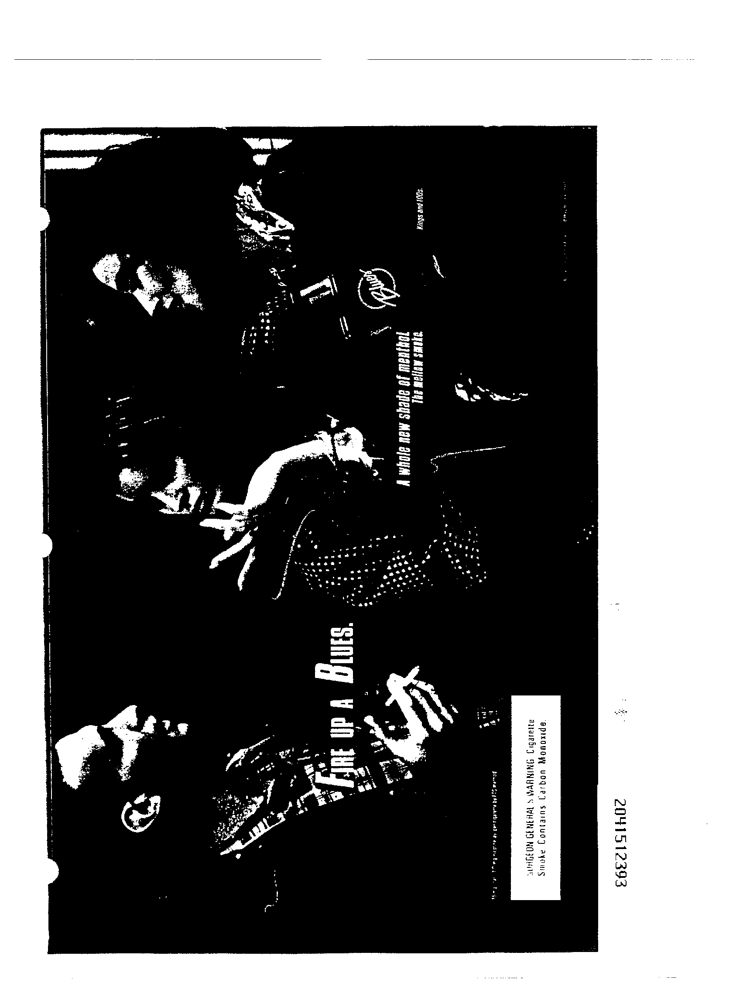 FIRE UP A BLUES.
A whole new shade of menthol.
The mellow smoke.
Blues
Kings and 100s.
SURGEON GENERAL'S WARNING: Cigarette
Smoke Contains Carbon Monoxide.
2041512393